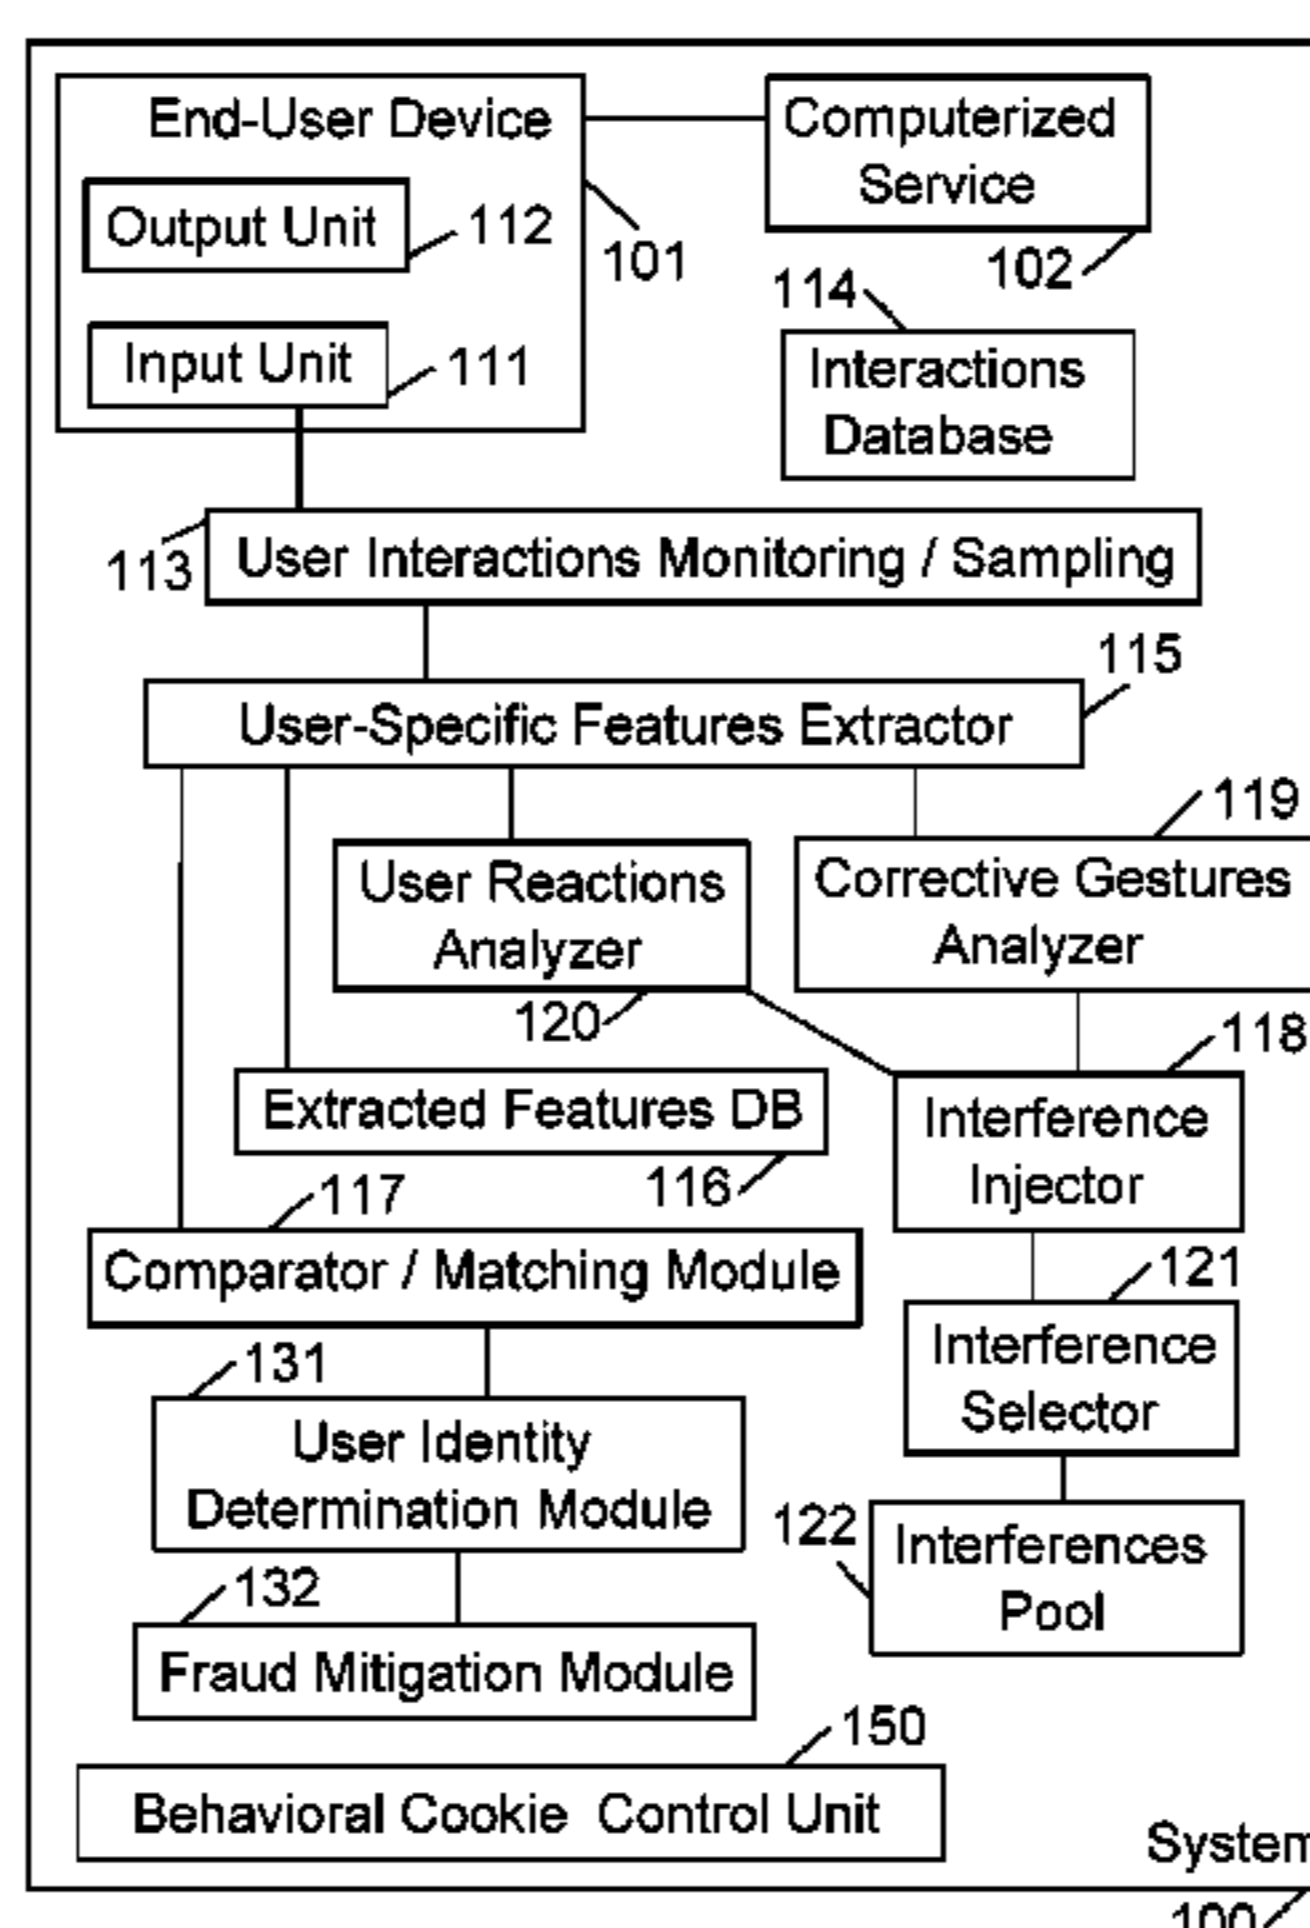 End-User Device
Computerized
Service
Output Unit
112
101
102
114
Input Unit
111
Interactions
Database
113
User Interactions Monitoring / Sampling
115
User-Specific Features Extractor
119
User Reactions
Analyzer
Corrective Gestures
Analyzer
120
118
Extracted Features DB
Interference
Injector
116
117
Comparator / Matching Module
121
131
Interference
Selector
User Identity
Determination Module
122
Interferences
Pool
132
Fraud Mitigation Module
150
Behavioral Cookie Control Unit
System
100